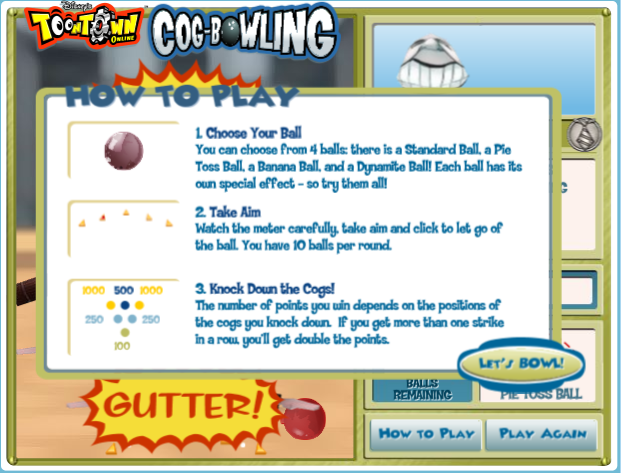 Disney's
TOONTOWN
ONLINE
COG-BOWLING
HOW TO PLAY
1. Choose Your Ball
You can choose from 4 balls: there is a Standard Ball, a Pie
Toss Ball, a Banana Ball, and a Dynamite Ball! Each ball has its
own special effect - so try them all!
2. Take Aim
Watch the meter carefully, take aim and click to let go of
the ball. You have 10 balls per round.
1000 500 1000
250 250
100
3. Knock Down the Cogs!
The number of points you win depends on the positions of
the cogs you knock down. If you get more than one strike
in a row, you'll get double the points.
LET'S BOWL!
GUTTER!
BALLS
REMAINING
PIE TOSS BALL
HOW TO PLAY
PLAY AGAIN